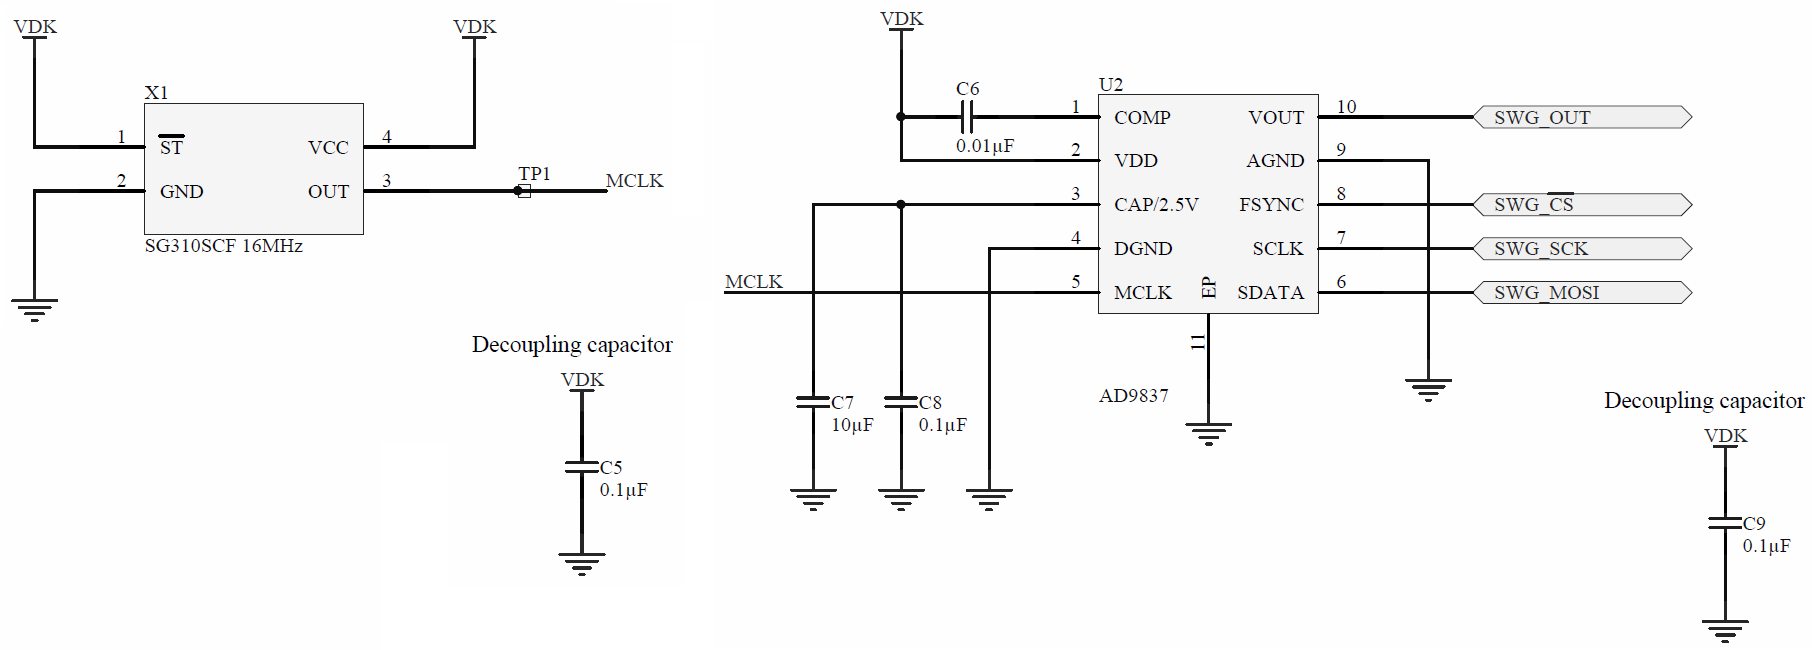 VDK
VDK
X1
1
ST
VCC
4
2
GND
OUT
3
TP1
MCLK
SG310SCF 16MHz
Decoupling capacitor
VDK
C5
0.1µF
VDK
C6
0.01µF
U2
1
COMP
VOUT
10
SWG_OUT
2
VDD
AGND
9
3
CAP/2.5V
FSYNC
8
SWG_CS
4
DGND
SCLK
7
SWG_SCK
MCLK
5
MCLK
EP
SDATA
6
SWG_MOSI
11
AD9837
C7
10µF
C8
0.1µF
Decoupling capacitor
VDK
C9
0.1µF